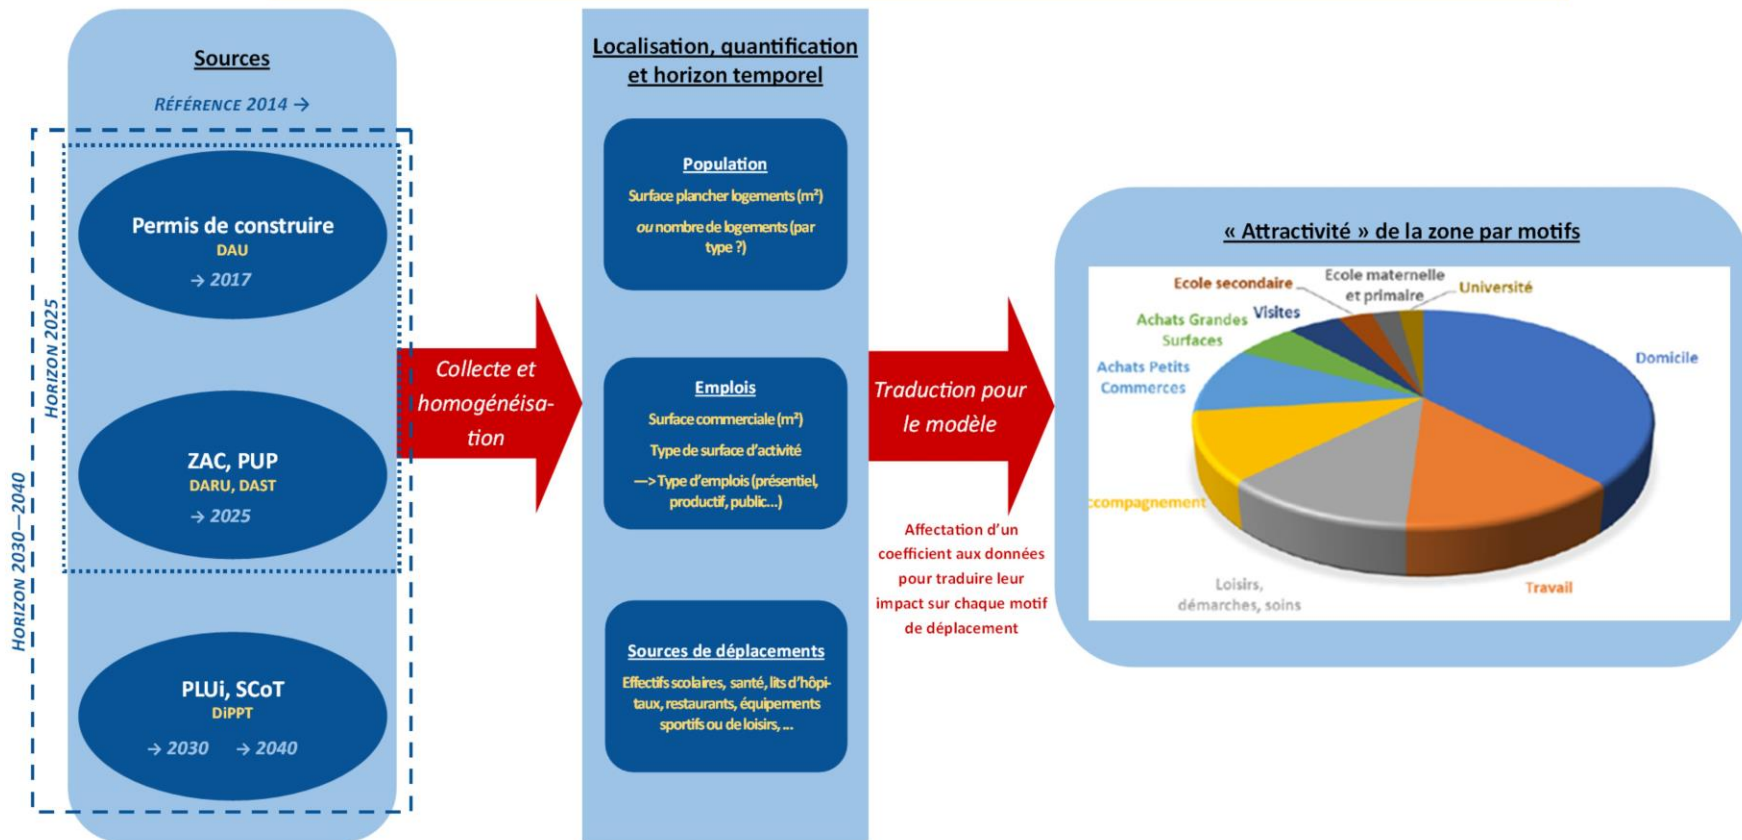 Sources
RÉFÉRENCE 2014 →
HORIZON 2025
HORIZON 2030—2040
Permis de construire
DAU
→ 2017
ZAC, PUP
DARU, DAST
→ 2025
PLUi, SCoT
DiPPT
→ 2030 → 2040
Collecte et
homogénéisa-
tion
Localisation, quantification
et horizon temporel
Population
Surface plancher logements (m²)
ou nombre de logements (par
type ?)
Emplois
Surface commerciale (m²)
Type de surface d'activité
—> Type d'emplois (présentiel,
productif, public...)
Sources de déplacements
Effectifs scolaires, santé, lits d'hôpi-
taux, restaurants, équipements
sportifs ou de loisirs, ...
Traduction pour
le modèle
Affectation d'un
coefficient aux données
pour traduire leur
impact sur chaque motif
de déplacement
« Attractivité » de la zone par motifs
Ecole maternelle
et primaire
Ecole secondaire
Université
Visites
Achats Grandes
Surfaces
Achats Petits
Commerces
Domicile
ccompagnement
Loisirs,
démarches, soins
Travail